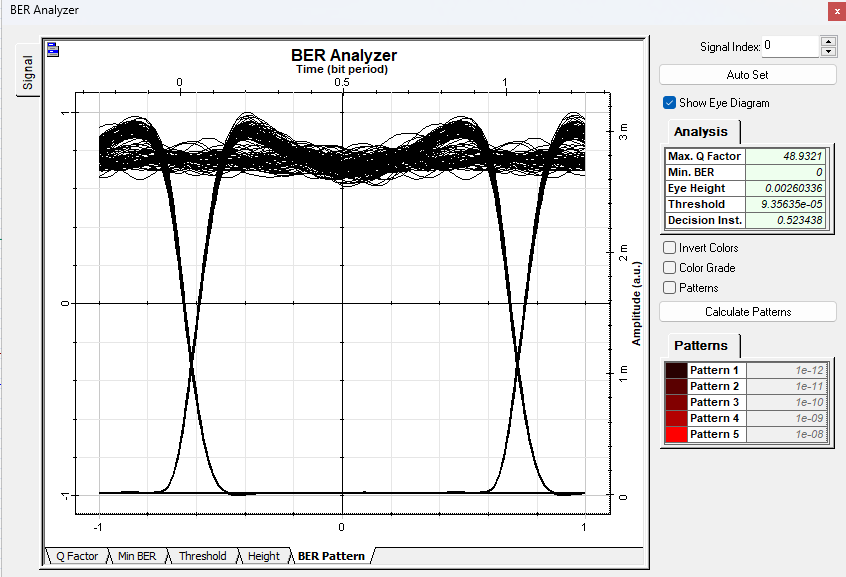 BER Analyzer
x
Signal
BER Analyzer
Time (bit period)
0 0.5 1
1
0
-1
3 m
2 m
1 m
0
Amplitude (a.u.)
-1 0 1
Q Factor Min BER Threshold Height BER Pattern
Signal Index: 0
Auto Set
Show Eye Diagram
Analysis
Max. Q Factor 48.9321
Min. BER 0
Eye Height 0.00260336
Threshold 9.35635e-05
Decision Inst. 0.523438
Invert Colors
Color Grade
Patterns
Calculate Patterns
Patterns
Pattern 1 1e-12
Pattern 2 1e-11
Pattern 3 1e-10
Pattern 4 1e-09
Pattern 5 1e-08